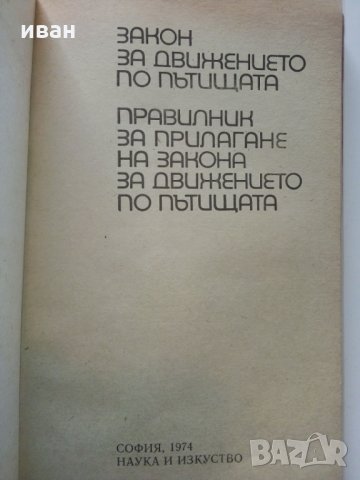 иван
ЗАКОН
ЗА ДВИЖЕНИЕТО
ПО ПЪТИЩАТА
ПРАВИЛНИК
ЗА ПРИЛАГАНЕ
НА ЗАКОНА
ЗА ДВИЖЕНИЕТО
ПО ПЪТИЩАТА
СОФИЯ, 1974
НАУКА И ИЗКУСТВО
BAZAR